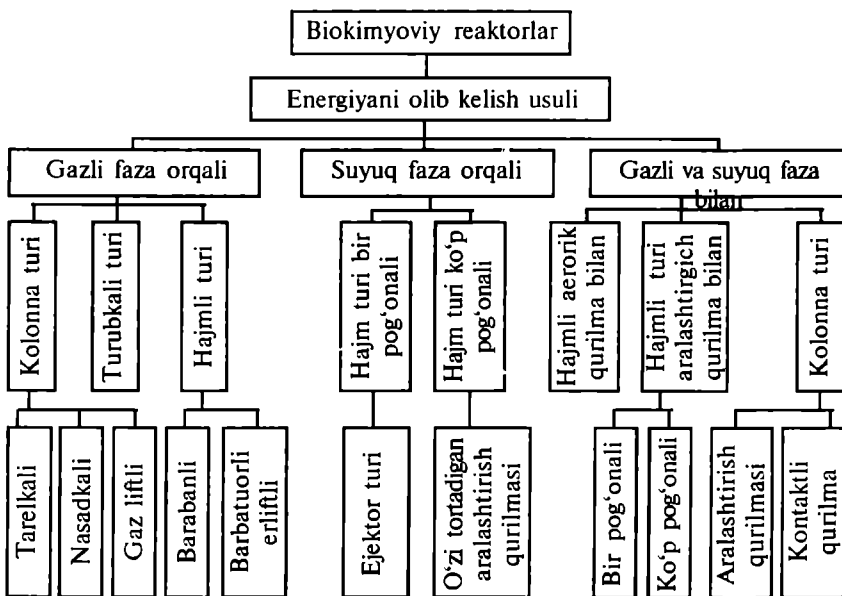 Biokimyoviy reaktorlar
Energiyani olib kelish usuli
Gazli faza orqali
Suyuq faza orqali
Gazli va suyuq faza
bilan
Kolonna turi
Turubkali turi
Hajmli turi
Hajm turi bir
pog‘onali
Hajm turi ko‘p
pog‘onali
Hajmli aerorik
qurilma bilan
Hajmli turi
aralashtirgich
qurilma bilan
Kolonna turi
Tarelkali
Nasadkali
Gaz liftli
Barabanli
Barbatuorli
erliftli
Ejektor turi
O‘zi tortadigan
aralashtirish
qurilmasi
Bir pog‘onali
Ko‘p pog‘onali
Aralashtirish
qurilmasi
Kontaktli
qurilma